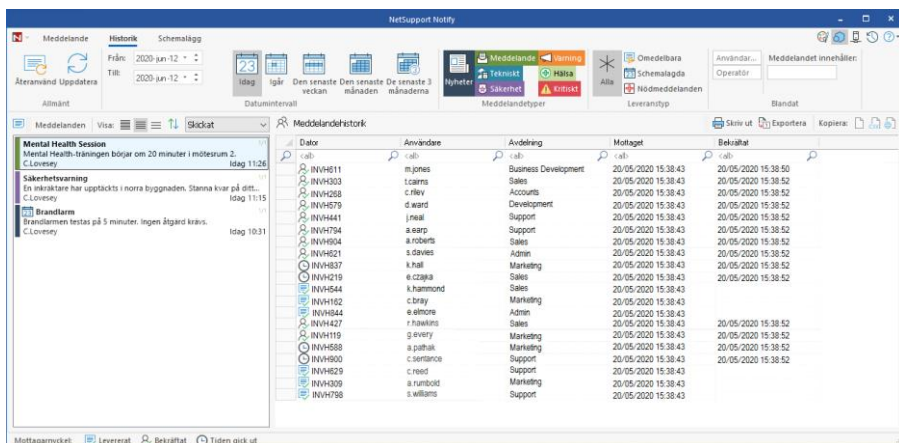 NetSupport Notify
Meddelande Historik Schemalägg
Från: 2020-jun-12
Till: 2020-jun-12
Återanvänd Uppdatera
Allmänt
23
Idag
Igår
Den senaste veckan
Den senaste månaden
De senaste 3 månaderna
Datumintervall
Nyheter
Meddelande Varning
Tekniskt Hälsa
Säkerhet Kritiskt
Meddelandetyper
Alla
Omedelbara
Schemalagda
Nödmeddelanden
Leveranstyp
Användar... Meddelandet innehåller:
Operatör
Blandat
Meddelanden Visa: Skickat
Mental Health Session 1/1
Mental Health-träningen börjar om 20 minuter i mötesrum 2.
C.Lovesey Idag 11:26
Säkerhetsvarning 1/1
En inkräktare har upptäckts i norra byggnaden. Stanna kvar på ditt...
C.Lovesey Idag 11:15
Brandlarm 1/1
Brandlarmen testas på 5 minuter. Ingen åtgärd krävs.
C.Lovesey Idag 10:31
Meddelandehistorik Skriv ut Exportera Kopiera:
Dator Användare Avdelning Mottaget Bekräftat
<all> <all> <all> <all> <all>
INVH611 m.jones Business Development 20/05/2020 15:38:43 20/05/2020 15:38:50
INVH303 t.cairns Sales 20/05/2020 15:38:43 20/05/2020 15:38:52
INVH268 c.riley Accounts 20/05/2020 15:38:43 20/05/2020 15:38:52
INVH679 d.ward Development 20/05/2020 15:38:43 20/05/2020 15:38:52
INVH441 j.neal Support 20/05/2020 15:38:43 20/05/2020 15:38:52
INVH794 a.earp Support 20/05/2020 15:38:43 20/05/2020 15:38:52
INVH904 a.roberts Sales 20/05/2020 15:38:43 20/05/2020 15:38:52
INVH621 s.davies Admin 20/05/2020 15:38:43 20/05/2020 15:38:52
INVH837 k.hall Marketing 20/05/2020 15:38:43 20/05/2020 15:38:52
INVH219 e.czajka Sales 20/05/2020 15:38:43 20/05/2020 15:38:52
INVH544 k.hammond Sales 20/05/2020 15:38:43
INVH162 c.bray Marketing 20/05/2020 15:38:43
INVH844 e.elmore Admin 20/05/2020 15:38:43
INVH427 r.hawkins Sales 20/05/2020 15:38:43 20/05/2020 15:38:52
INVH119 g.every Marketing 20/05/2020 15:38:43 20/05/2020 15:38:52
INVH588 a.pathak Marketing 20/05/2020 15:38:43 20/05/2020 15:38:52
INVH900 c.sentance Support 20/05/2020 15:38:43 20/05/2020 15:38:52
INVH629 c.reed Support 20/05/2020 15:38:43
INVH309 a.rumbold Marketing 20/05/2020 15:38:43
INVH798 s.williams Support 20/05/2020 15:38:43
Mottagarnyckel: Levererat Bekräftat Tiden gick ut